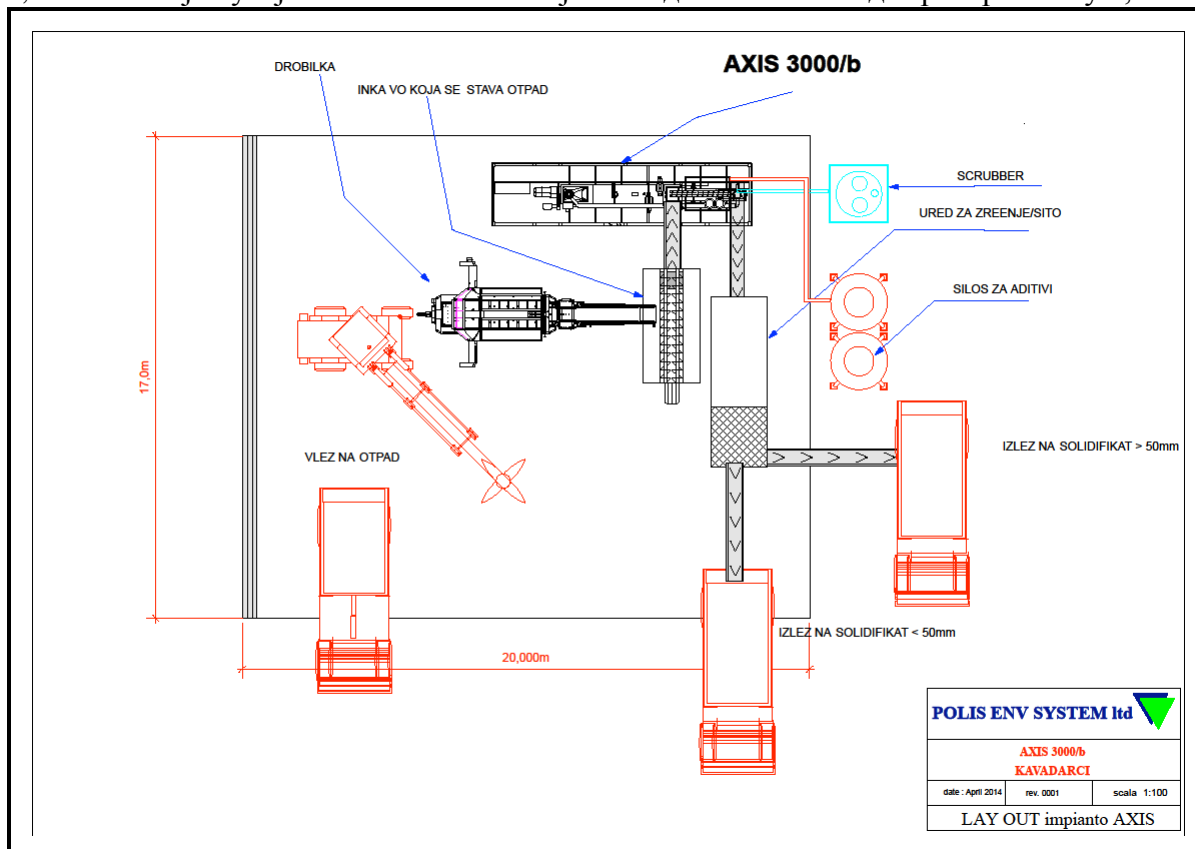 AXIS 3000/b
DROBILKA
INKA VO KOJA SE STAVA OTPAD
SCRUBBER
URED ZA ZREENJE/SITO
SILOS ZA ADITIVI
17,0m
VLEZ NA OTPAD
IZLEZ NA SOLIDIFIKAT > 50mm
IZLEZ NA SOLIDIFIKAT < 50mm
20,000m
POLIS ENV SYSTEM ltd
AXIS 3000/b
KAVADARCI
date : April 2014 rev. 0001 scala 1:100
LAY OUT impianto AXIS